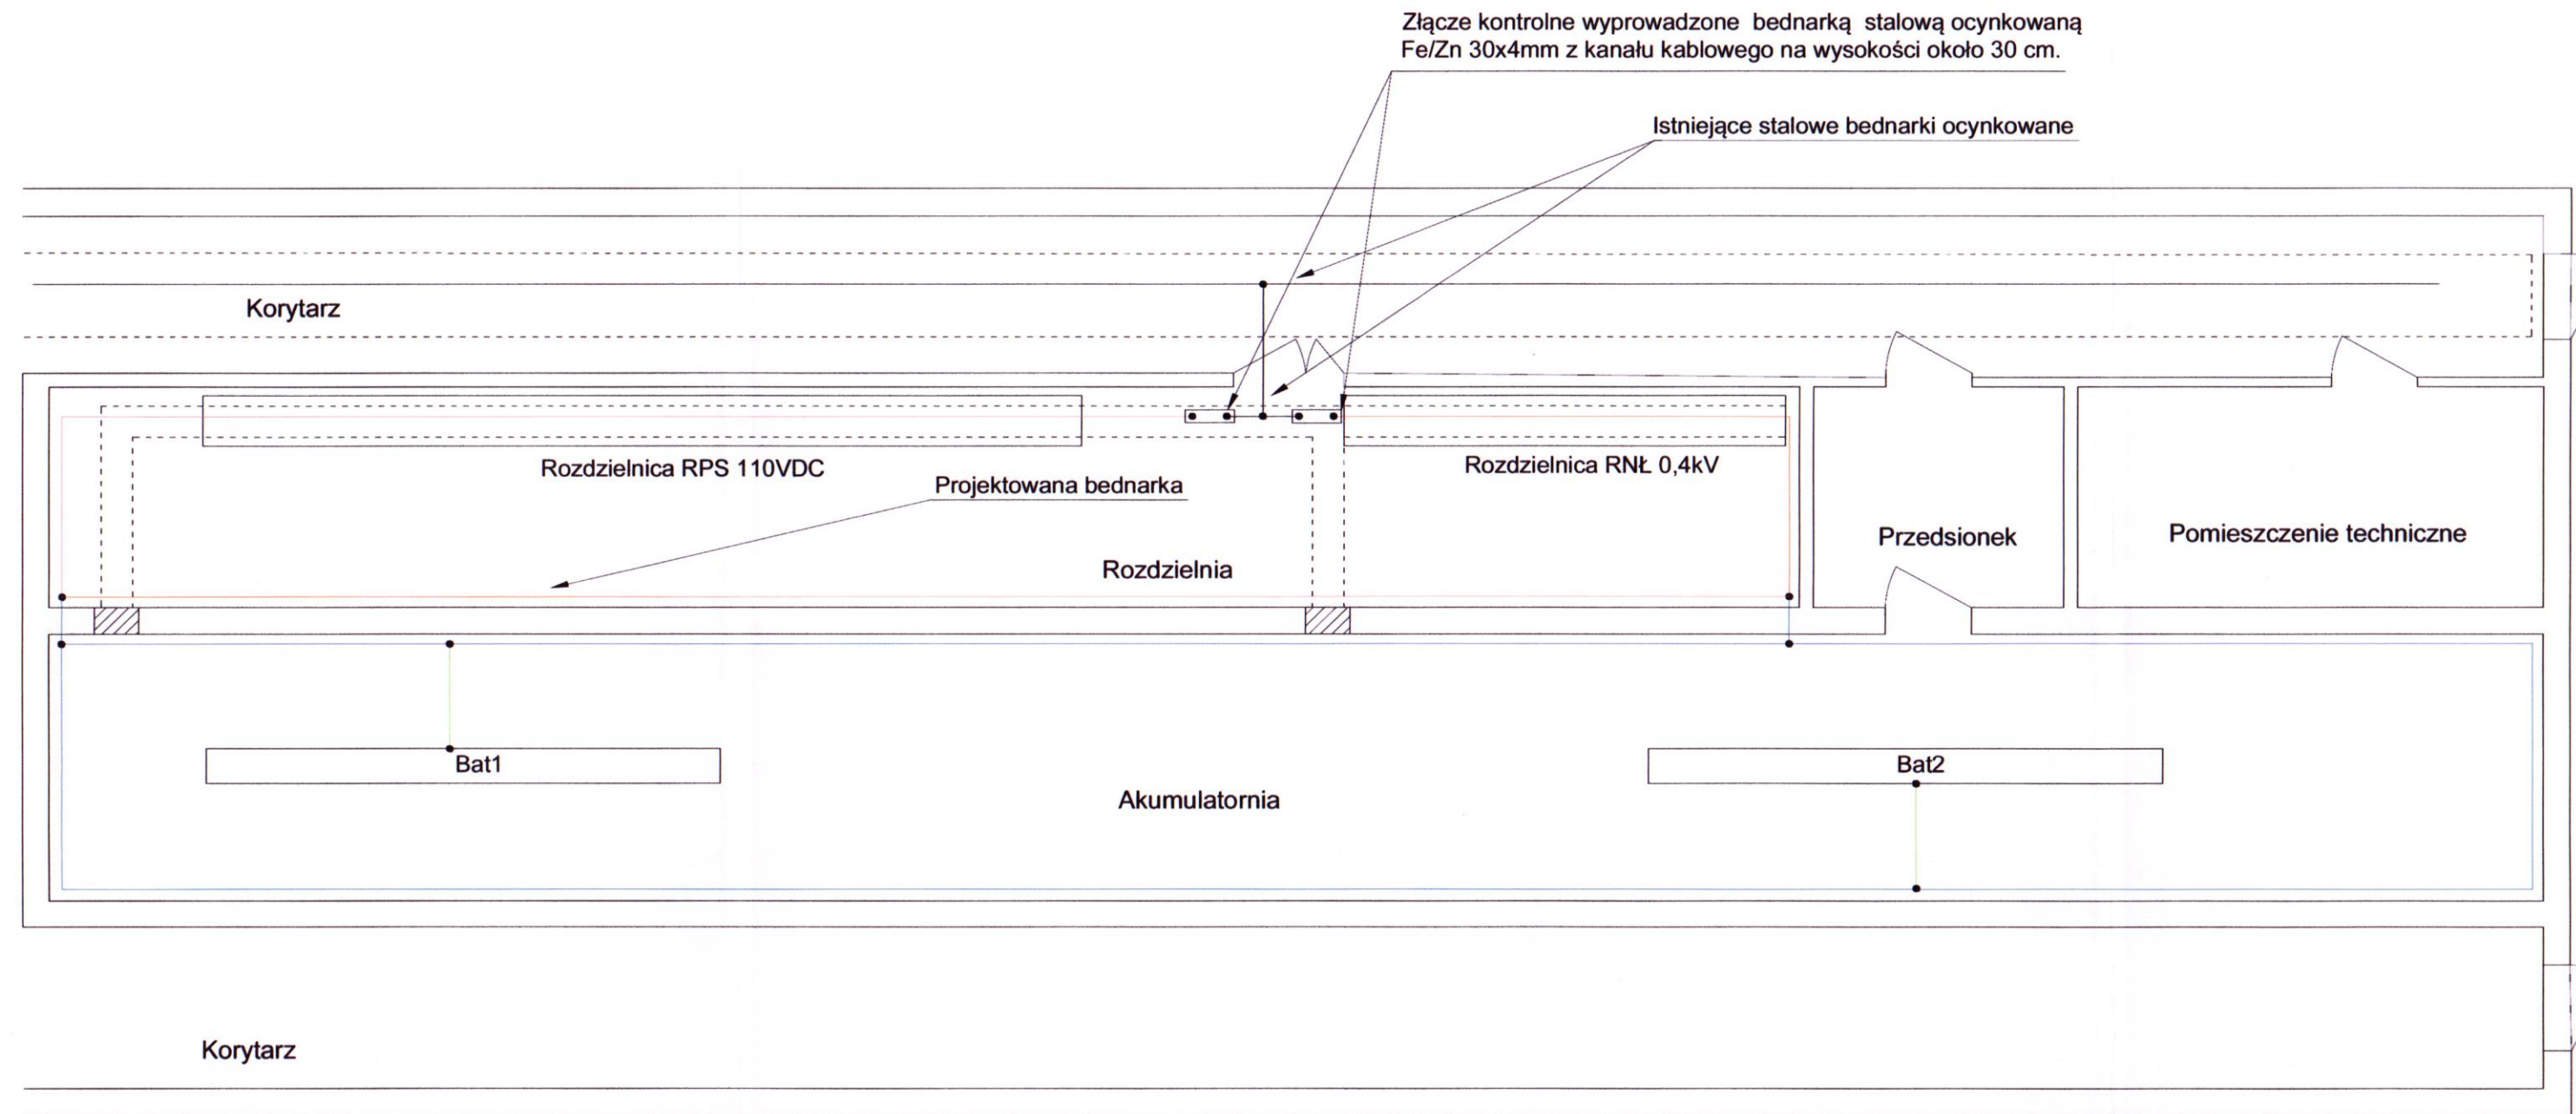 Złącze kontrolne wyprowadzone bednarką stalową ocynkowaną
Fe/Zn 30x4mm z kanału kablowego na wysokości około 30 cm.
Istniejące stalowe bednarki ocynkowane
Korytarz
Rozdzielnica RPS 110VDC
Rozdzielnica RNŁ 0,4kV
Projektowana bednarka
Przedsionek
Pomieszczenie techniczne
Rozdzielnia
Bat1
Bat2
Akumulatornia
Korytarz